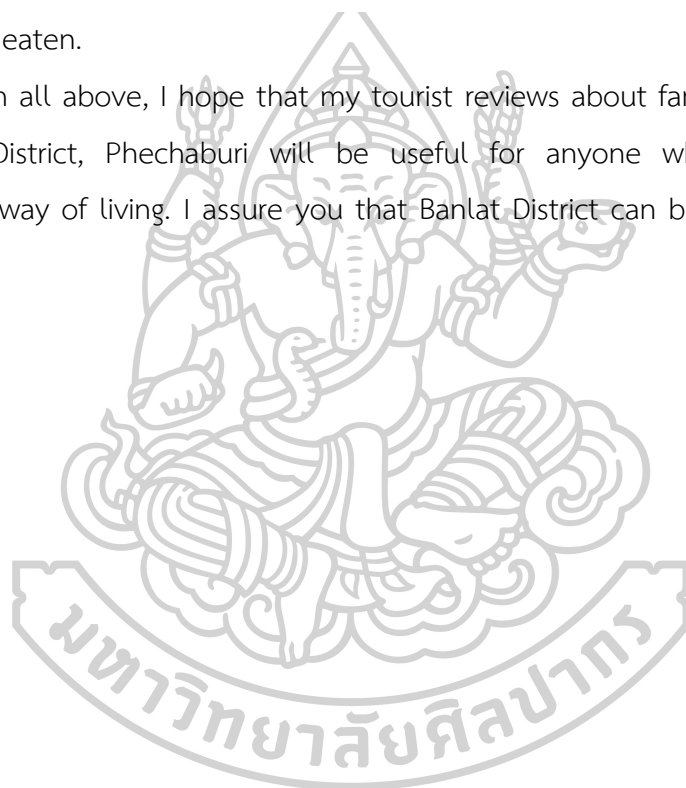 eaten.
all above, I hope that my tourist reviews about
District, Phechaburi will be useful for anyone
way of living. I assure you that Banlat District can
มหาวิทยาลัยศิลปากร